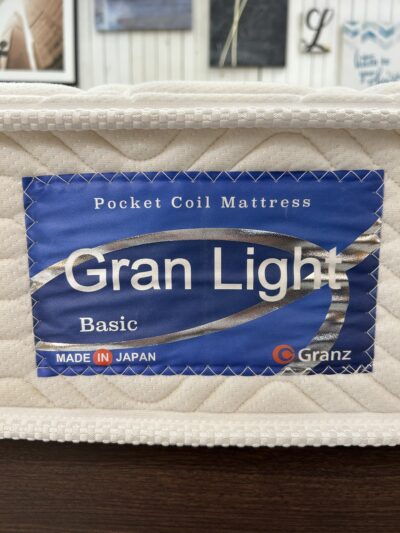 Pocket Coil Mattress
Gran Light
Basic
MADE IN JAPAN
Granz